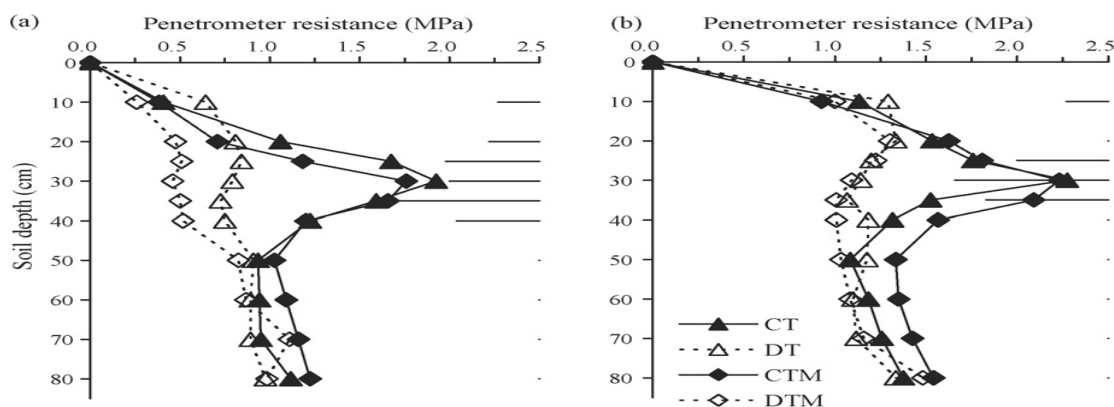 (a) Penetrometer resistance (MPa)
0.0 0.5 1.0 1.5 2.0 2.5
Soil depth (cm)
0
10
20
30
40
50
60
70
80
(b) Penetrometer resistance (MPa)
0.0 0.5 1.0 1.5 2.0 2.5
0
10
20
30
40
50
60
70
80
CT
DT
CTM
DTM